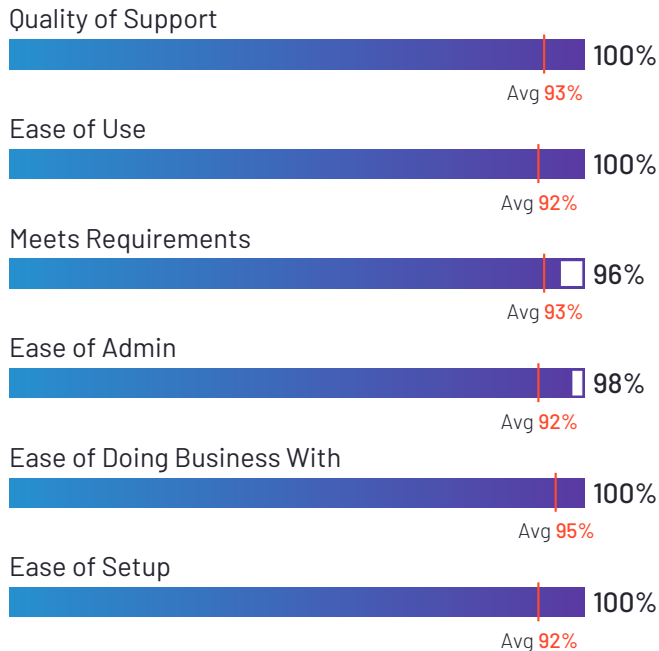 Quality of Support
100%
Avg 93%
Ease of Use
100%
Avg 92%
Meets Requirements
96%
Avg 93%
Ease of Admin
98%
Avg 92%
Ease of Doing Business With
100%
Avg 95%
Ease of Setup
100%
Avg 92%